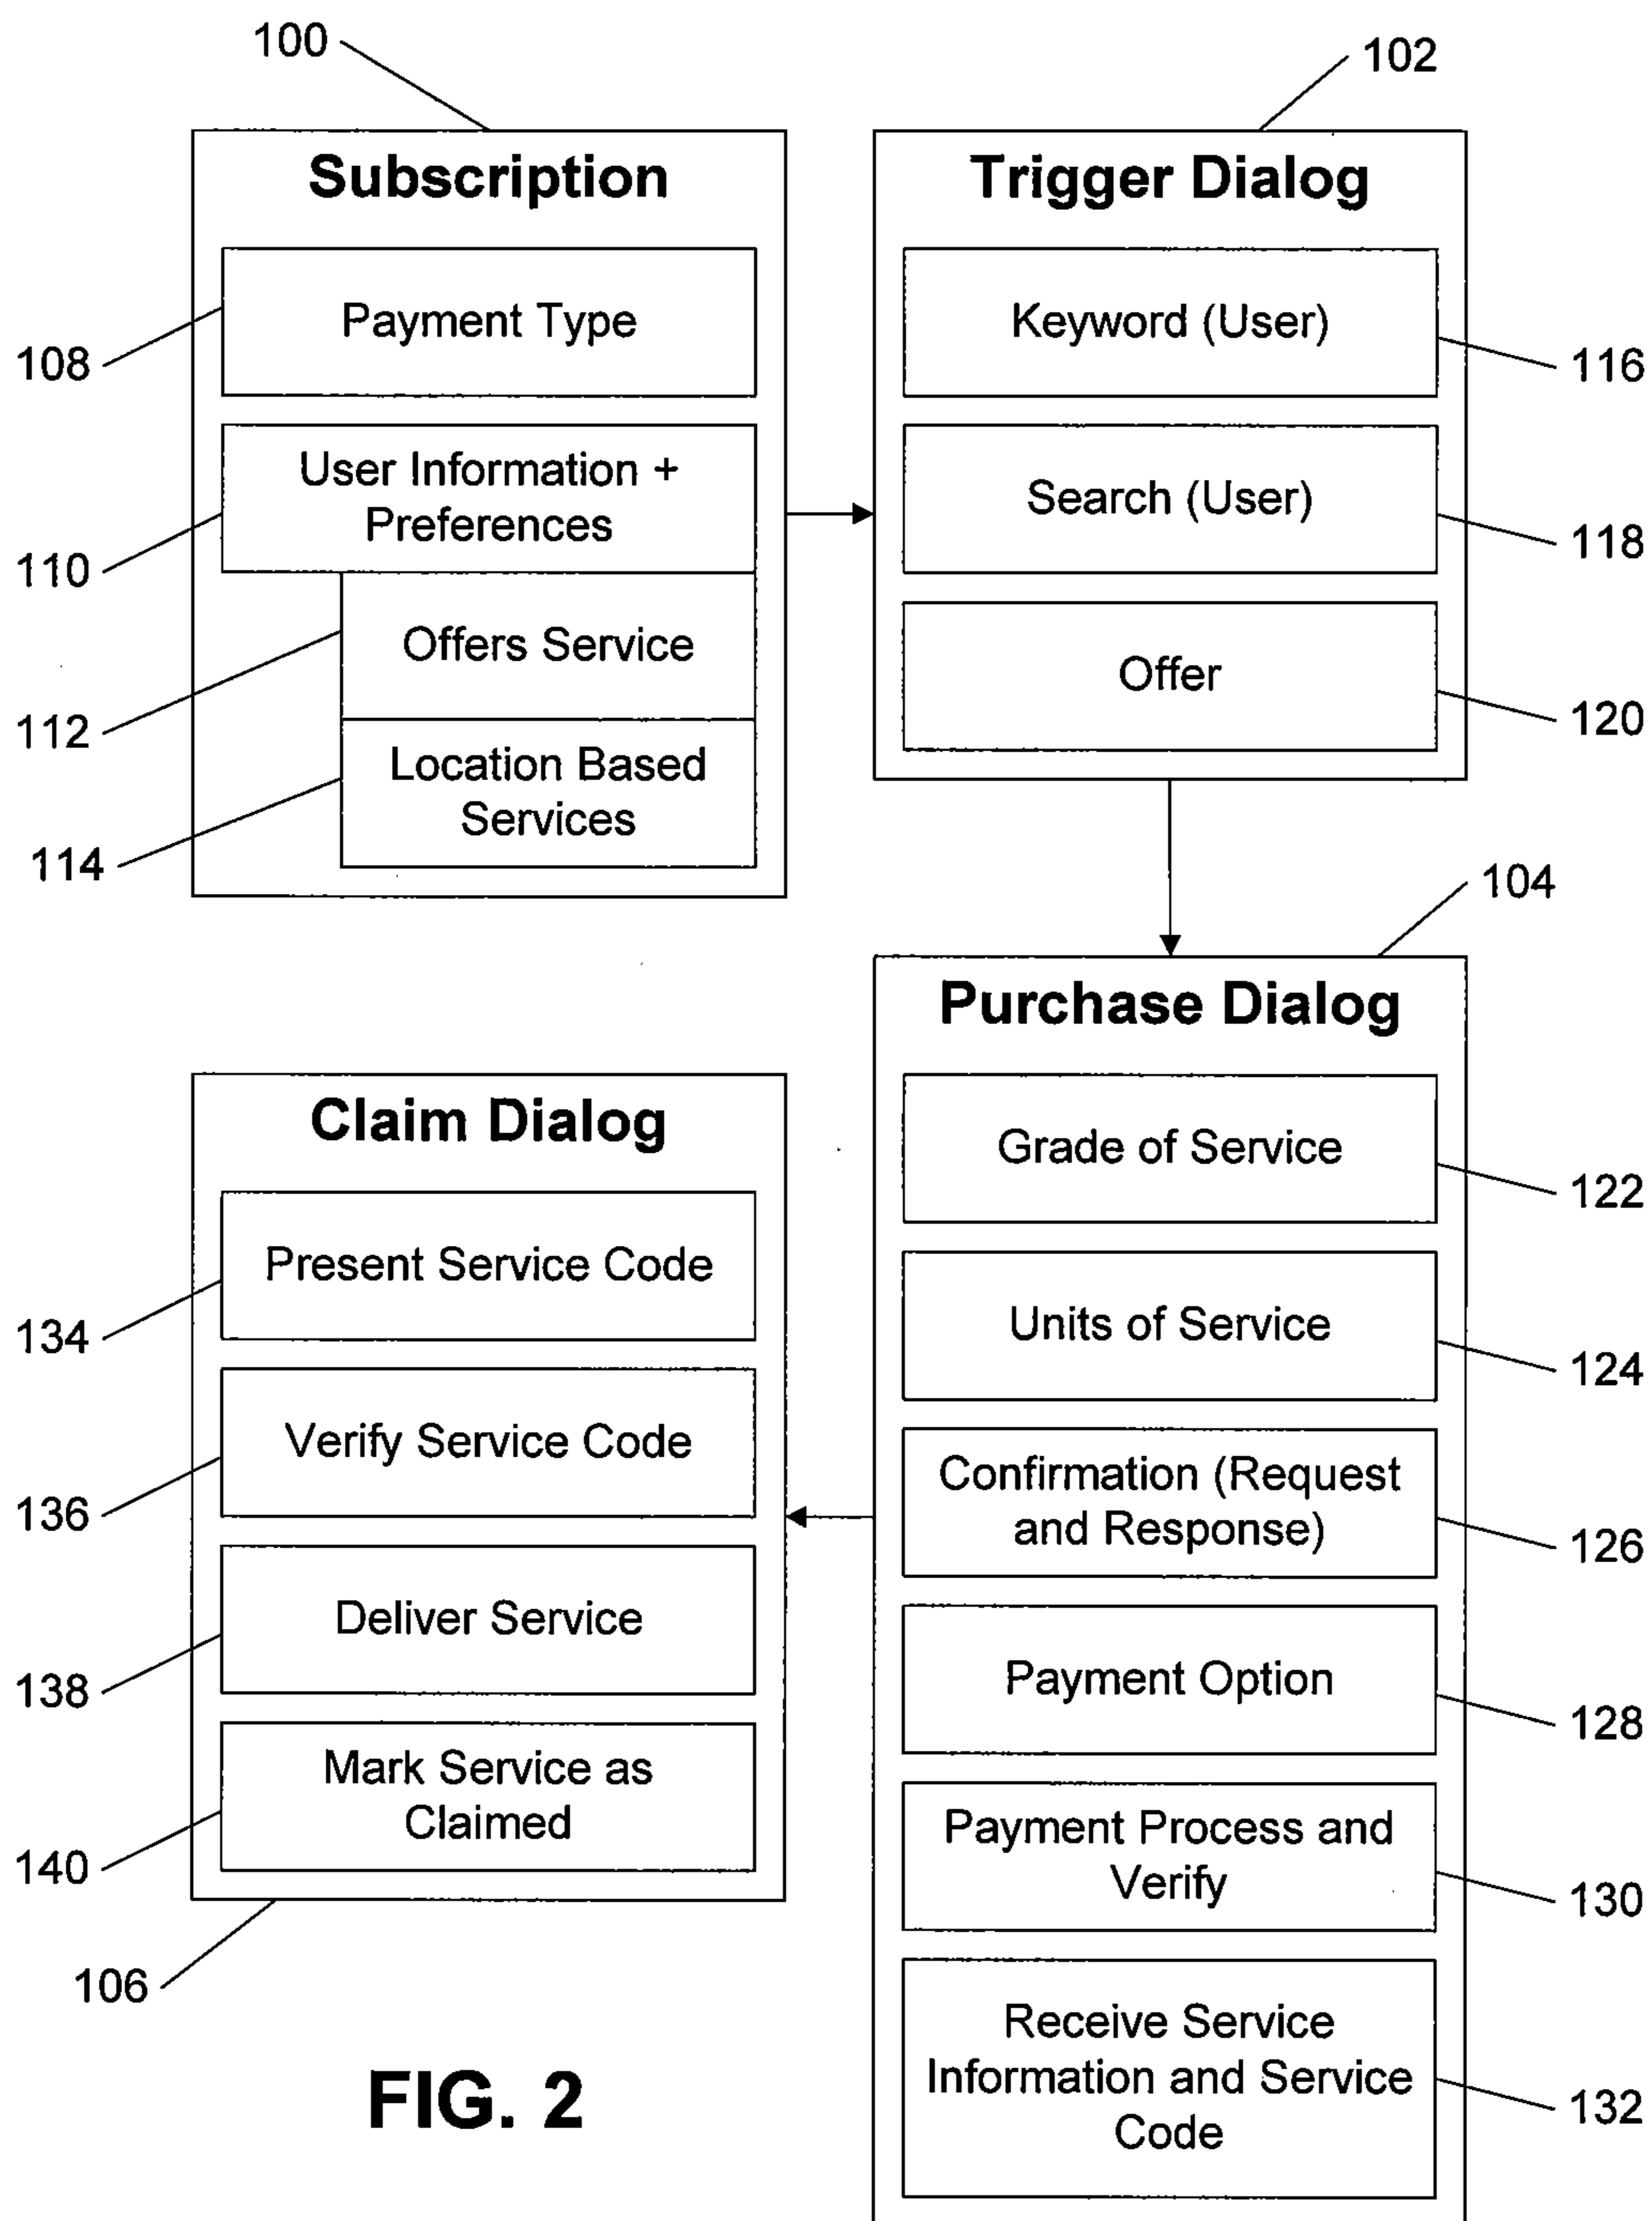 100
102
Subscription
Payment Type
108
User Information +
Preferences
110
Offers Service
112
Location Based
Services
114
Trigger Dialog
Keyword (User)
116
Search (User)
118
Offer
120
104
Purchase Dialog
Grade of Service
122
Units of Service
124
Confirmation (Request
and Response)
126
Payment Option
128
Payment Process and
Verify
130
Receive Service
Information and Service
Code
132
Claim Dialog
Present Service Code
134
Verify Service Code
136
Deliver Service
138
Mark Service as
Claimed
140
106
FIG. 2